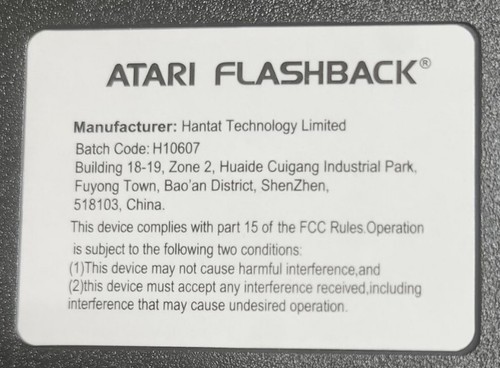 ATARI FLASHBACK®
Manufacturer: Hantat Technology Limited
Batch Code: H10607
Building 18-19, Zone 2, Huaide Cuigang Industrial Park,
Fuyong Town, Bao'an District, ShenZhen,
518103, China.
This device complies with part 15 of the FCC Rules.Operation
is subject to the following two conditions:
(1)This device may not cause harmful interference,and
(2)this device must accept any interference received,including
interference that may cause undesired operation.